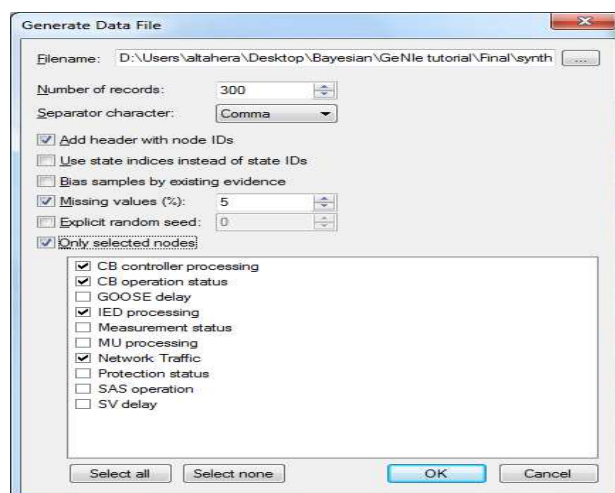 Generate Data File
Filename: D:\Users\altahera\Desktop\Bayesian\GeNIe tutorial\Final\synth ...
Number of records: 300
Separator character: Comma
Add header with node IDs
Use state indices instead of state IDs
Bias samples by existing evidence
Missing values (%): 5
Explicit random seed: 0
Only selected nodes
CB controller processing
CB operation status
GOOSE delay
IED processing
Measurement status
MU processing
Network Traffic
Protection status
SAS operation
SV delay
Select all Select none OK Cancel